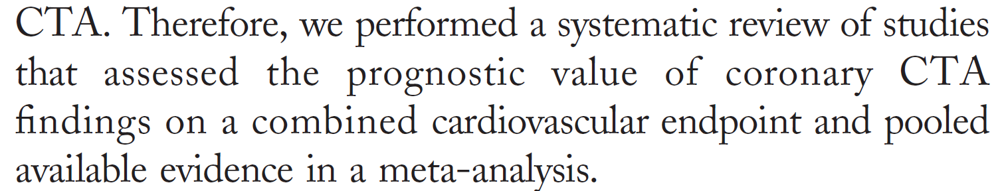 CTA. Therefore, we performed a systematic review of studies
that assessed the prognostic value of coronary CTA
findings on a combined cardiovascular endpoint and pooled
available evidence in a meta-analysis.